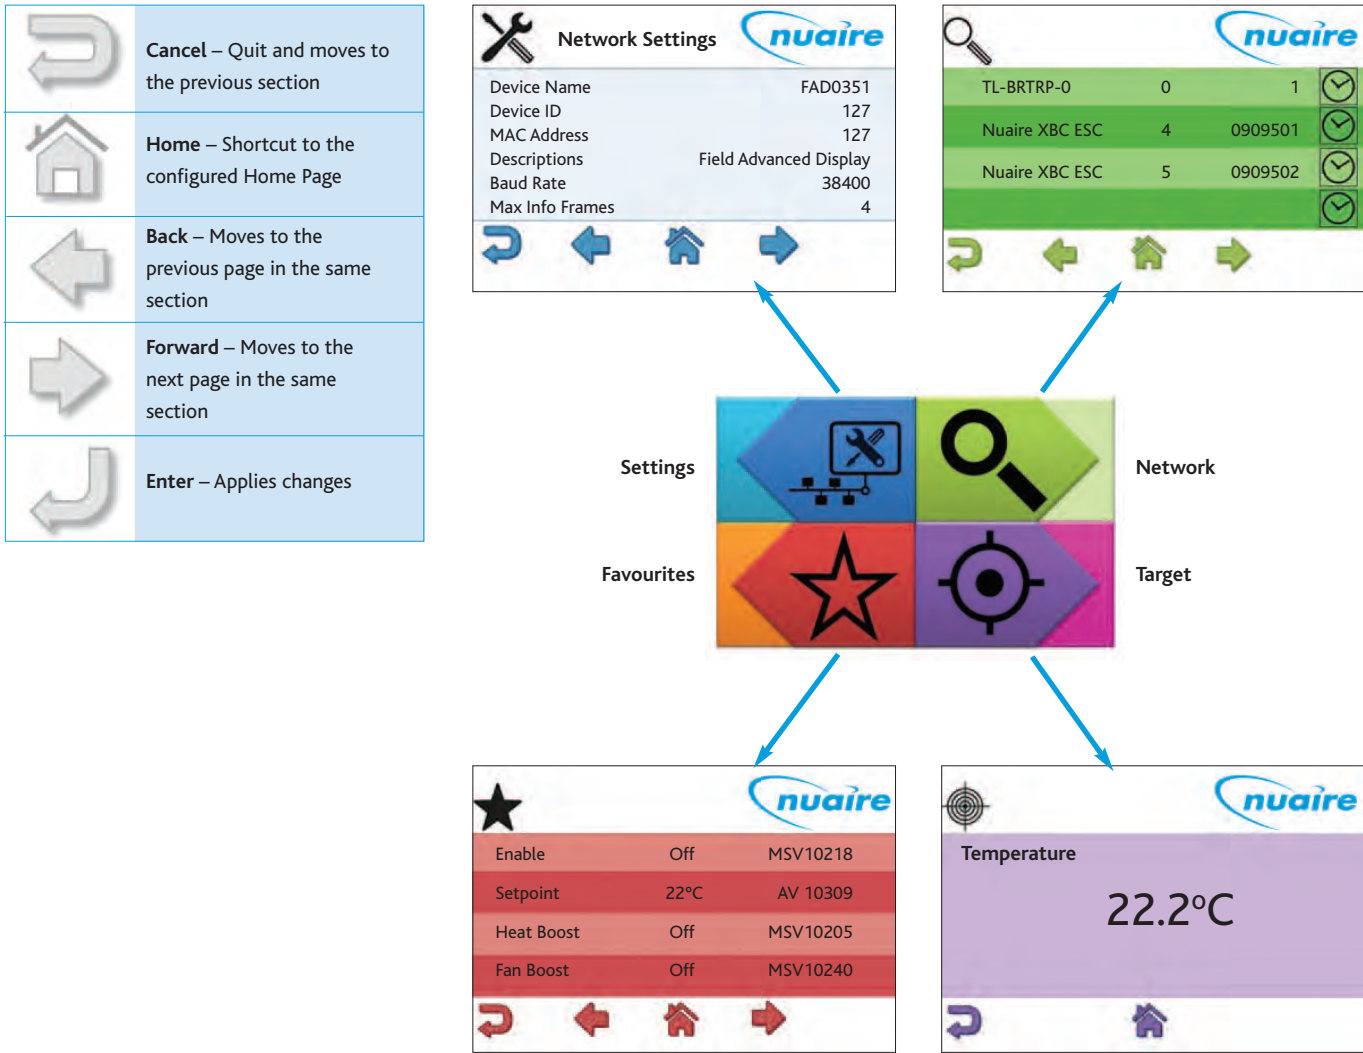 Cancel – Quit and moves to
the previous section
Home – Shortcut to the
configured Home Page
Back – Moves to the
previous page in the same
section
Forward – Moves to the
next page in the same
section
Enter – Applies changes
Network Settings
nuaire
Device Name FAD0351
Device ID 127
MAC Address 127
Descriptions Field Advanced Display
Baud Rate 38400
Max Info Frames 4
nuaire
TL-BRTRP-0 0 1
Nuaire XBC ESC 4 0909501
Nuaire XBC ESC 5 0909502
Settings
Network
Favourites
Target
nuaire
Enable Off MSV10218
Setpoint 22°C AV 10309
Heat Boost Off MSV10205
Fan Boost Off MSV10240
nuaire
Temperature
22.2°C